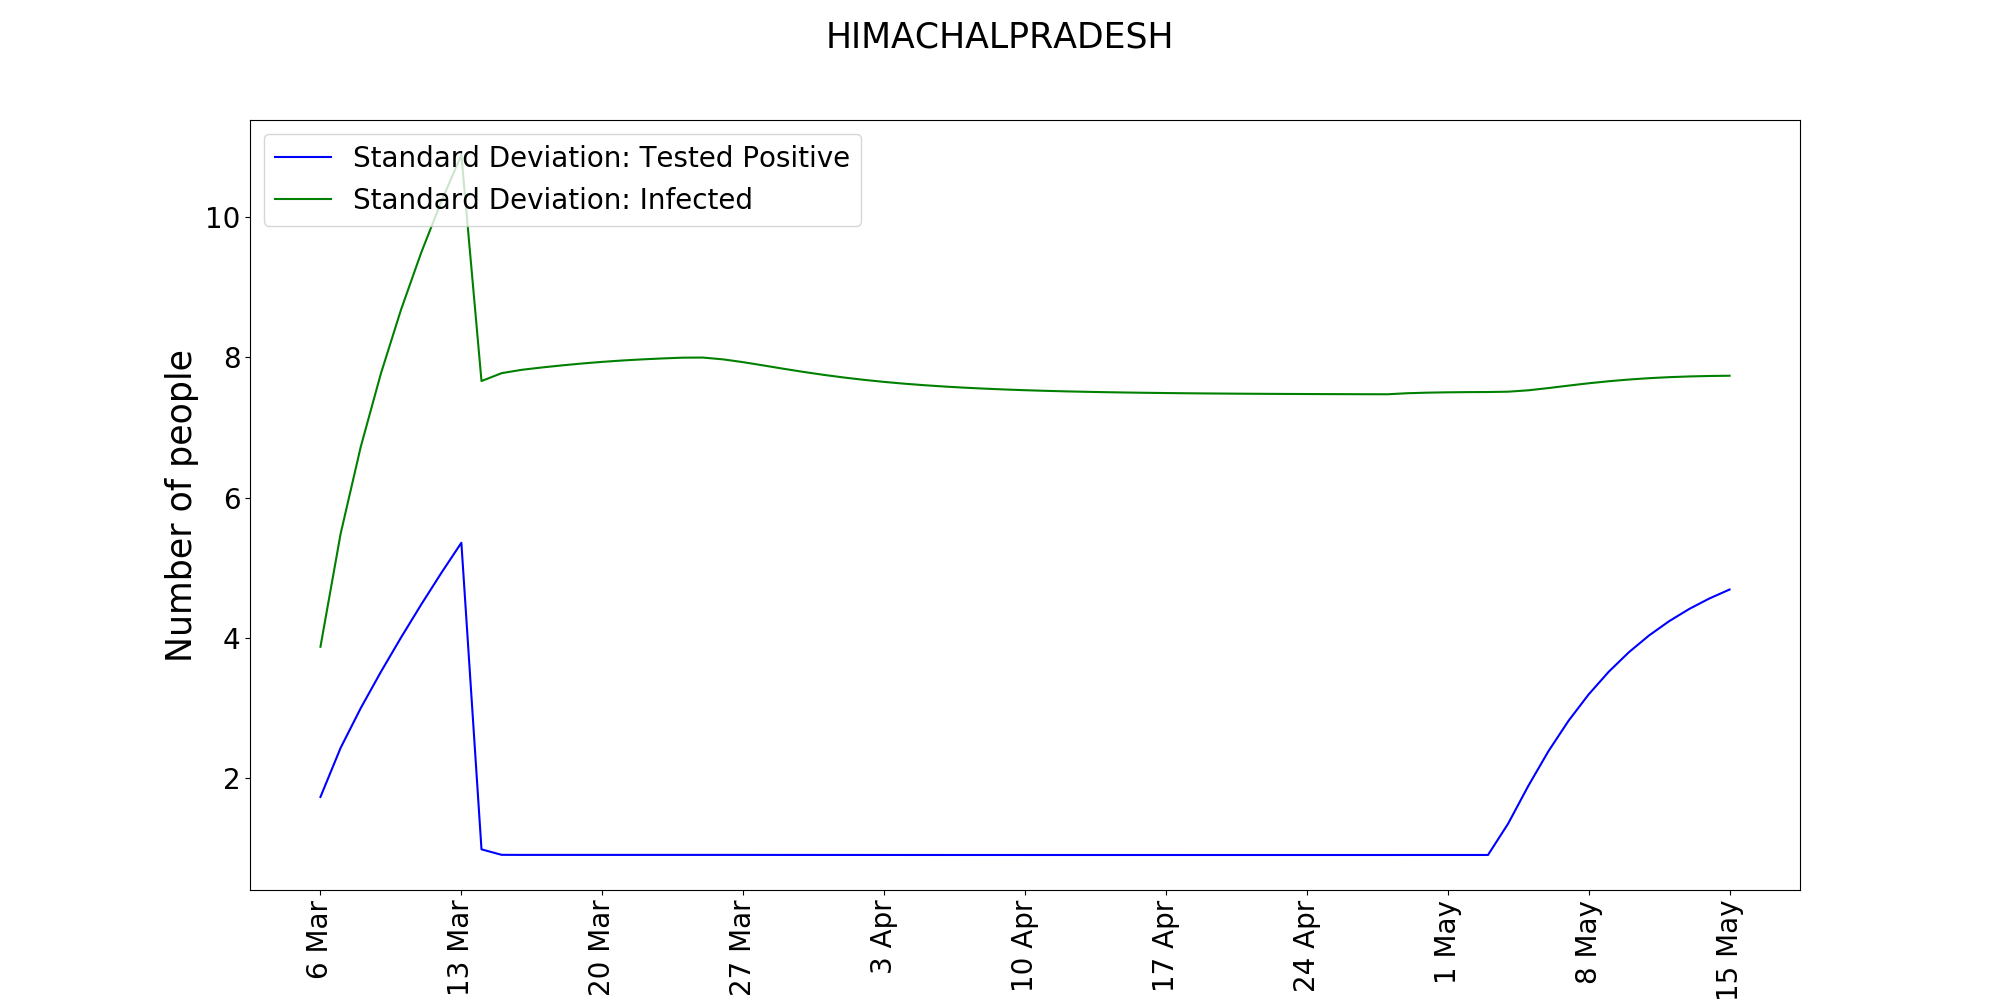 HIMACHALPRADESH
Standard Deviation: Tested Positive
Standard Deviation: Infected
Number of people
10
8
6
4
2
6 Mar
13 Mar
20 Mar
27 Mar
3 Apr
10 Apr
17 Apr
24 Apr
1 May
8 May
15 May